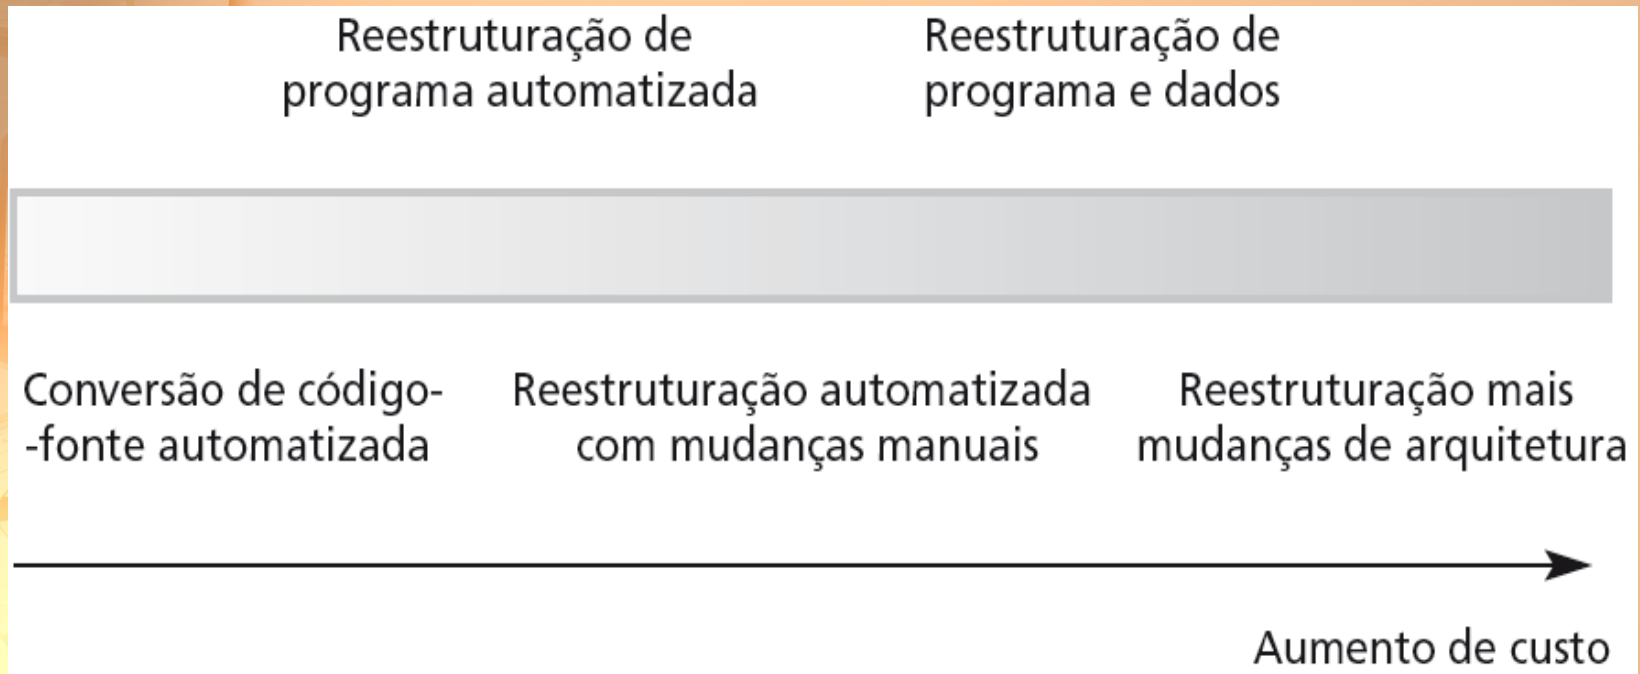 Reestruturação de
programa automatizada
Reestruturação de
programa e dados
Conversão de código-
-fonte automatizada
Reestruturação automatizada
com mudanças manuais
Reestruturação mais
mudanças de arquitetura
Aumento de custo